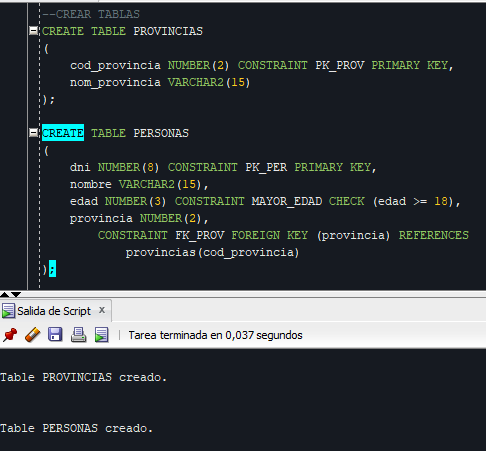 --CREAR TABLAS
CREATE TABLE PROVINCIAS
(
cod_provincia NUMBER(2) CONSTRAINT PK_PROV PRIMARY KEY,
nom_provincia VARCHAR2(15)
);
CREATE TABLE PERSONAS
(
dni NUMBER(8) CONSTRAINT PK_PER PRIMARY KEY,
nombre VARCHAR2(15),
edad NUMBER(3) CONSTRAINT MAYOR_EDAD CHECK (edad >= 18),
provincia NUMBER(2),
CONSTRAINT FK_PROV FOREIGN KEY (provincia) REFERENCES
provincias(cod_provincia)
);
Salida de Script x
Tarea terminada en 0,037 segundos
Table PROVINCIAS creado.
Table PERSONAS creado.